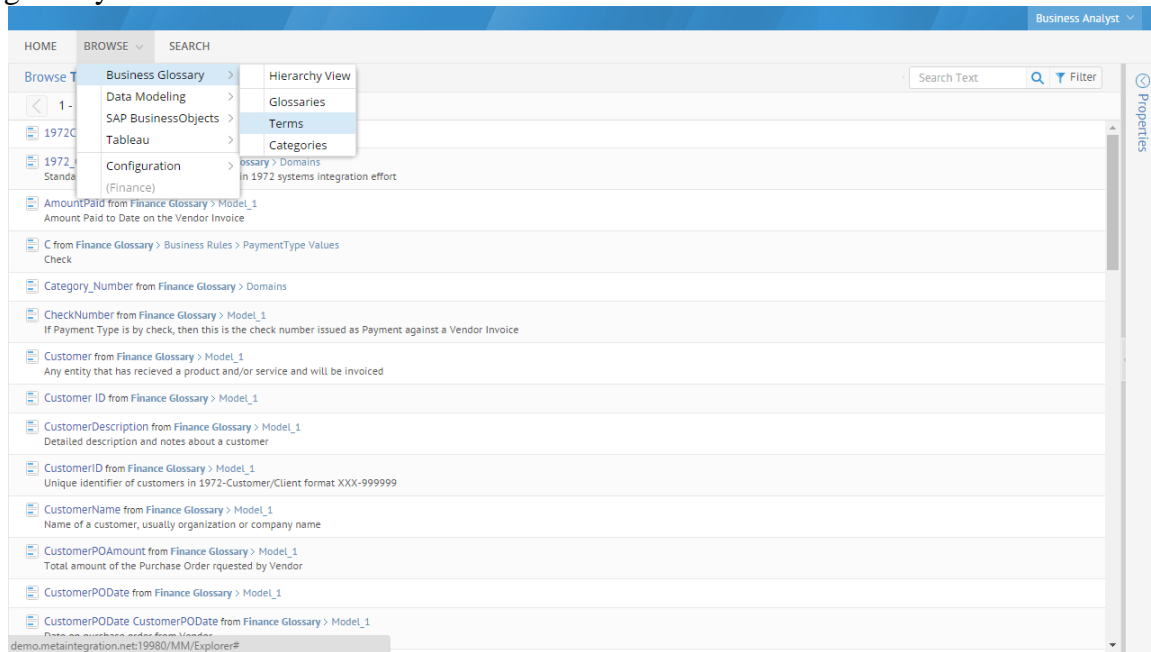 Business Analyst
HOME BROWSE SEARCH
Browse T Business Glossary > Hierarchy View Search Text Filter
1 - Data Modeling > Glossaries
SAP BusinessObjects > Terms
1972C
Tableau > Categories
1972_ Configuration > ossary > Domains
Standa (Finance) in 1972 systems integration effort
AmountPaid from Finance Glossary > Model_1
Amount Paid to Date on the Vendor Invoice
C from Finance Glossary > Business Rules > PaymentType Values
Check
Category_Number from Finance Glossary > Domains
CheckNumber from Finance Glossary > Model_1
If Payment Type is by check, then this is the check number issued as Payment against a Vendor Invoice
Customer from Finance Glossary > Model_1
Any entity that has recieved a product and/or service and will be invoiced
Customer ID from Finance Glossary > Model_1
CustomerDescription from Finance Glossary > Model_1
Detailed description and notes about a customer
CustomerID from Finance Glossary > Model_1
Unique identifier of customers in 1972-Customer/Client format XXX-999999
CustomerName from Finance Glossary > Model_1
Name of a customer, usually organization or company name
CustomerPOAmount from Finance Glossary > Model_1
Total amount of the Purchase Order rquested by Vendor
CustomerPODate from Finance Glossary > Model_1
CustomerPODate CustomerPODate from Finance Glossary > Model_1
Date on purchase order from Vendor
demo.metaintegration.net:19980/MM/Explorer#
Properties